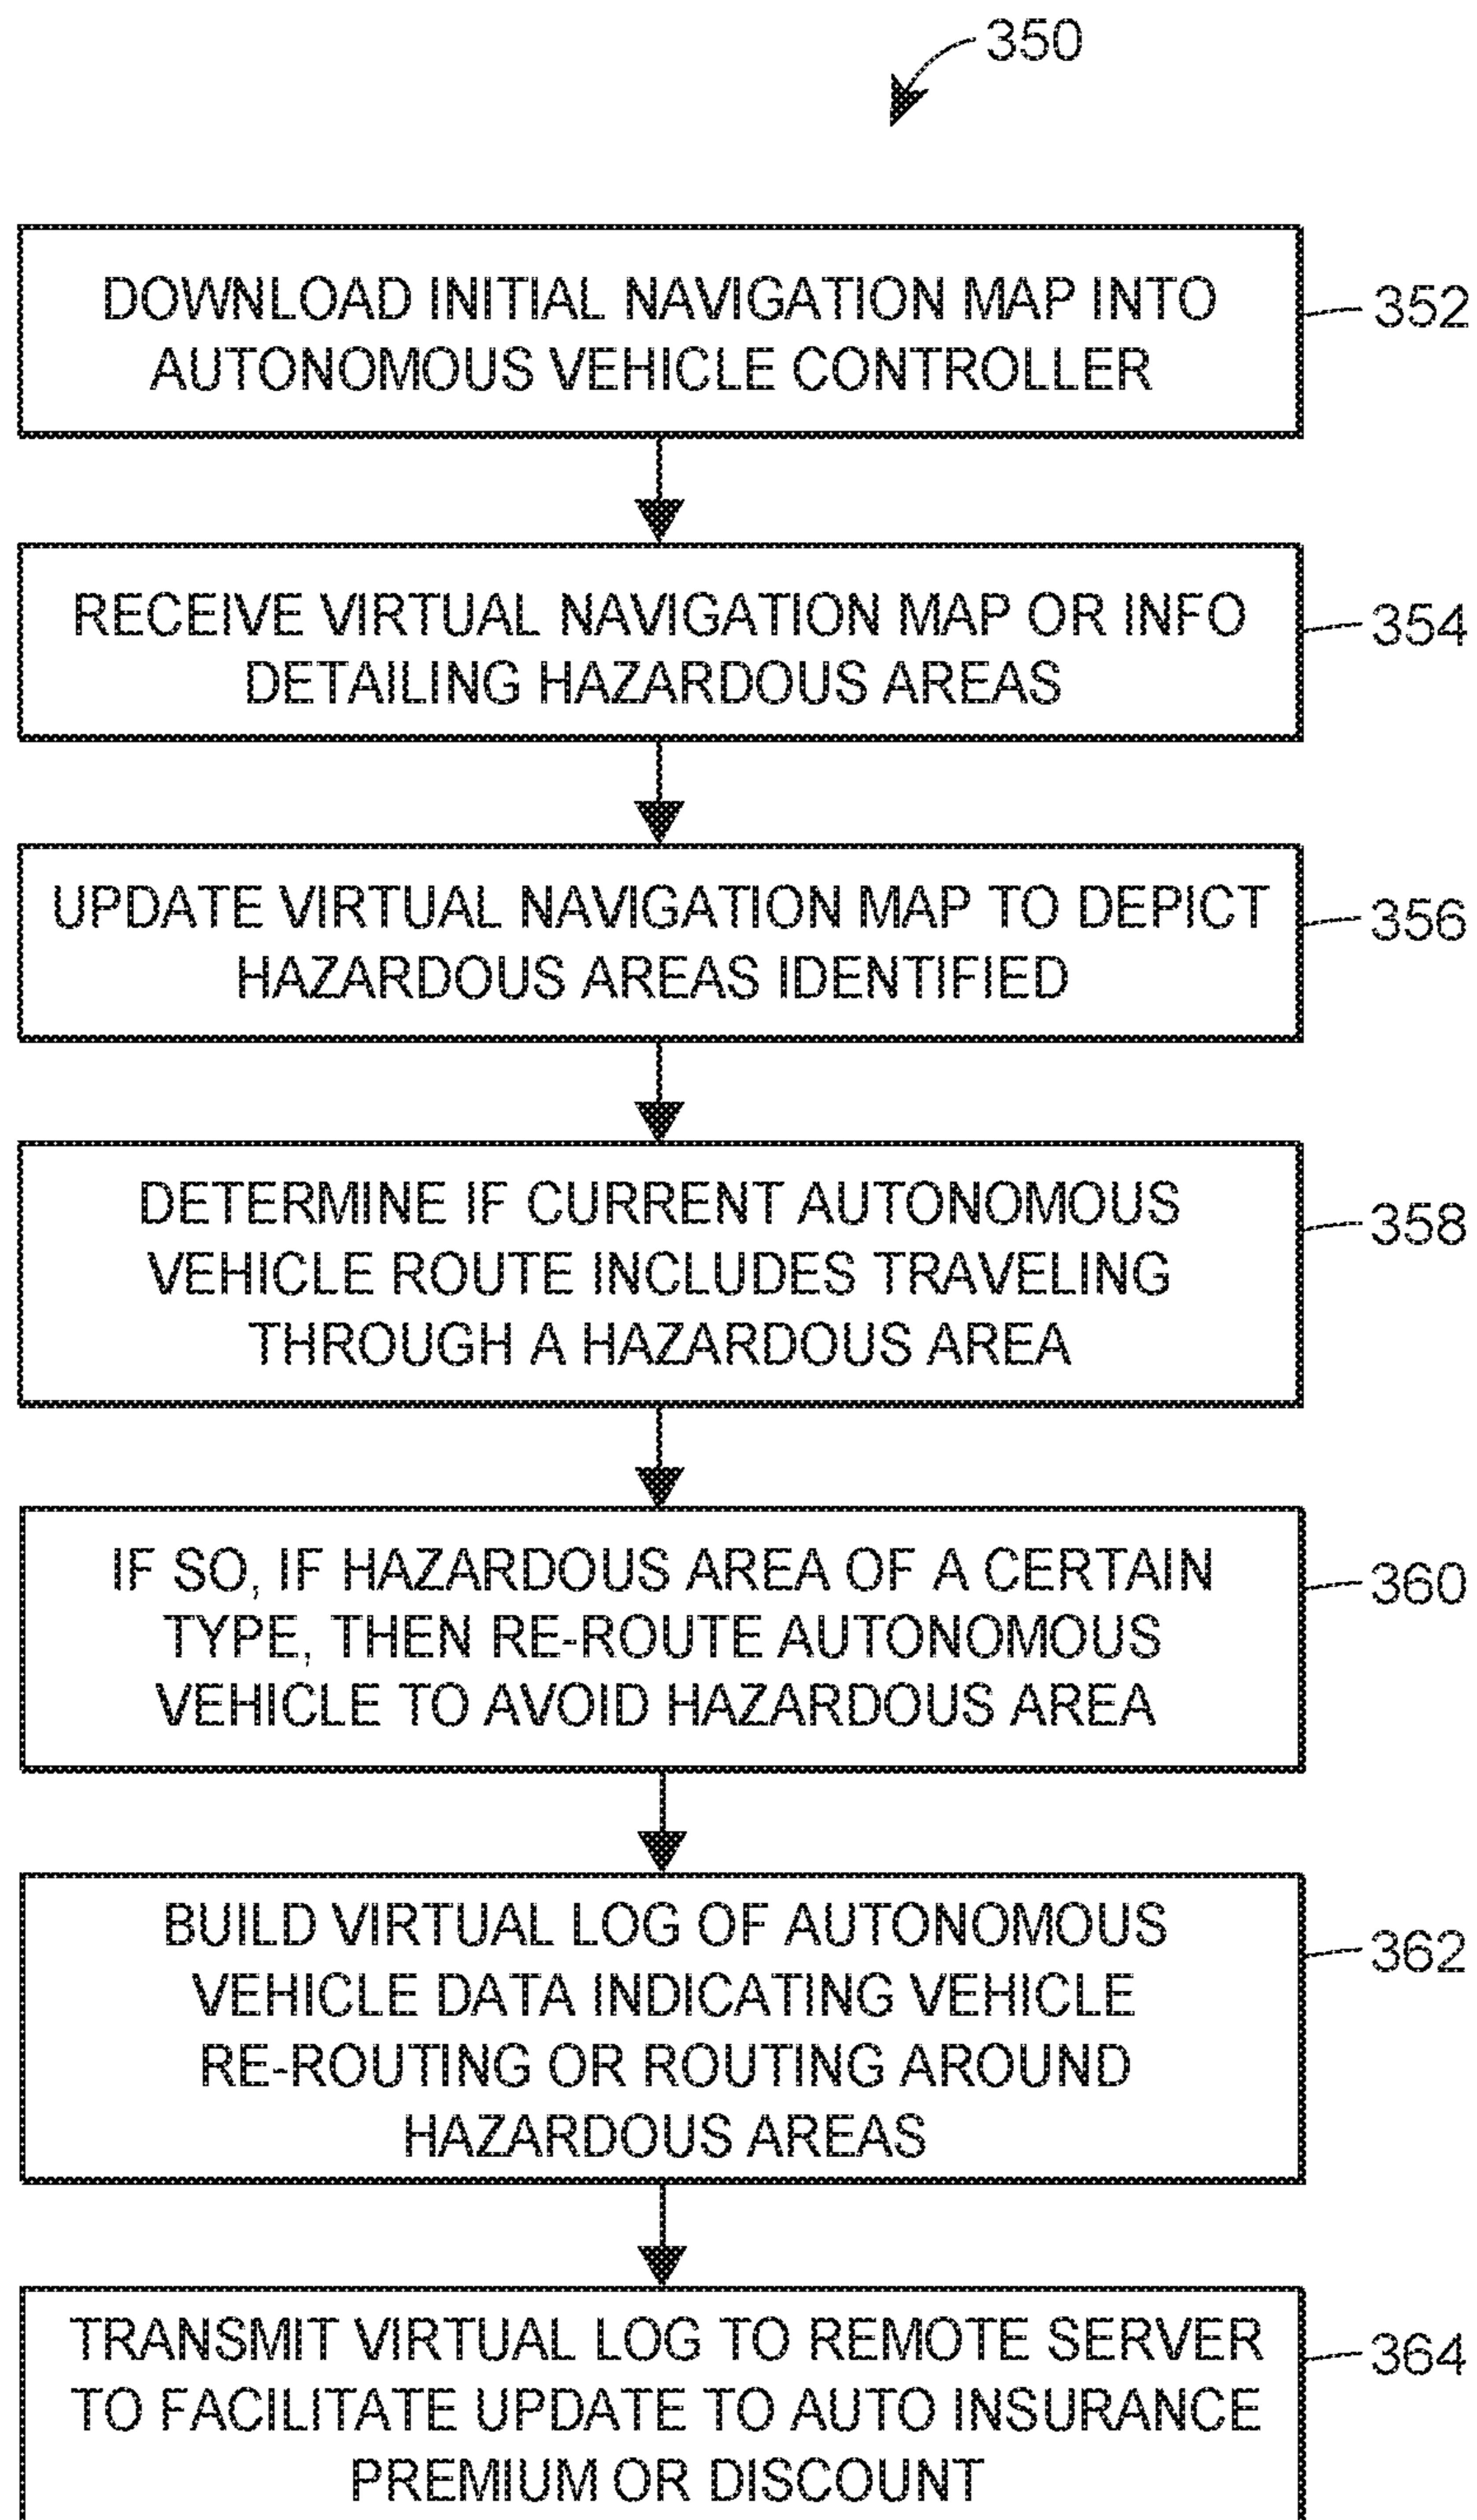 350
DOWNLOAD INITIAL NAVIGATION MAP INTO
AUTONOMOUS VEHICLE CONTROLLER
352
RECEIVE VIRTUAL NAVIGATION MAP OR INFO
DETAILING HAZARDOUS AREAS
354
UPDATE VIRTUAL NAVIGATION MAP TO DEPICT
HAZARDOUS AREAS IDENTIFIED
356
DETERMINE IF CURRENT AUTONOMOUS
VEHICLE ROUTE INCLUDES TRAVELING
THROUGH A HAZARDOUS AREA
358
IF SO, IF HAZARDOUS AREA OF A CERTAIN
TYPE, THEN RE-ROUTE AUTONOMOUS
VEHICLE TO AVOID HAZARDOUS AREA
360
BUILD VIRTUAL LOG OF AUTONOMOUS
VEHICLE DATA INDICATING VEHICLE
RE-ROUTING OR ROUTING AROUND
HAZARDOUS AREAS
362
TRANSMIT VIRTUAL LOG TO REMOTE SERVER
TO FACILITATE UPDATE TO AUTO INSURANCE
PREMIUM OR DISCOUNT
364